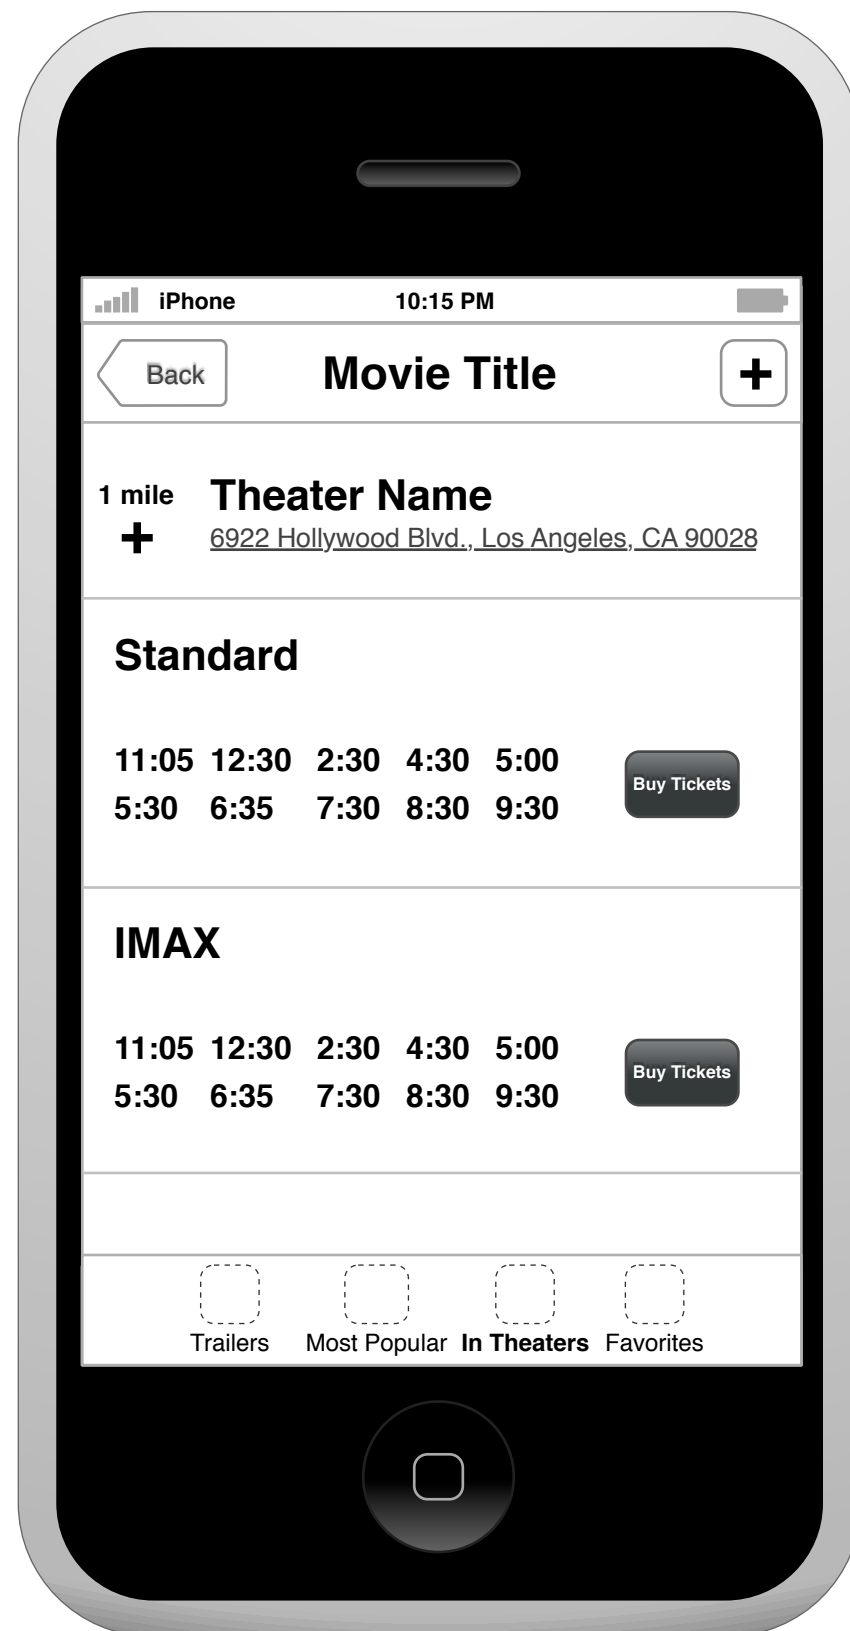 iPhone 10:15 PM
Back Movie Title +
1 mile Theater Name
+ 6922 Hollywood Blvd., Los Angeles, CA 90028
Standard
11:05 12:30 2:30 4:30 5:00
5:30 6:35 7:30 8:30 9:30
Buy Tickets
IMAX
11:05 12:30 2:30 4:30 5:00
5:30 6:35 7:30 8:30 9:30
Buy Tickets
Trailers Most Popular In Theaters Favorites